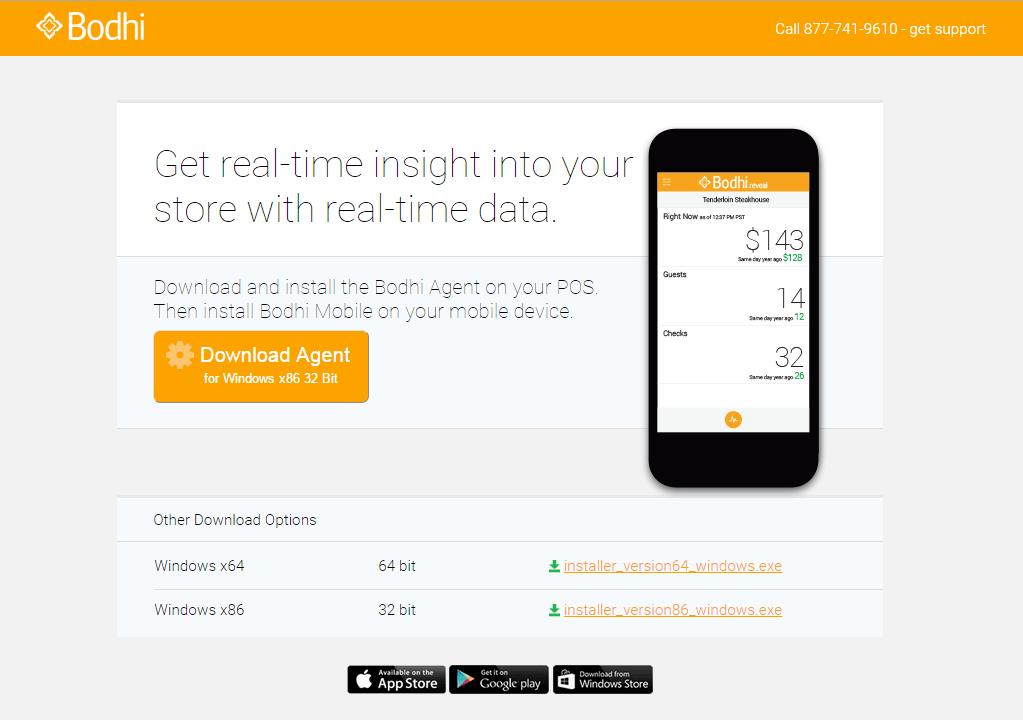 Bodhi
Call 877-741-9610 - get support
Get real-time insight into your
store with real-time data.
Download and install the Bodhi Agent on your POS.
Then install Bodhi Mobile on your mobile device.
Download Agent
for Windows x86 32 Bit
Bodhi.reveal
Tenderloin Steakhouse
Right Now as of 12:37 PM PST
$143
Same day year ago $128
Guests
14
Same day year ago 12
Checks
32
Same day year ago 26
Other Download Options
Windows x64 64 bit installer_version64_windows.exe
Windows x86 32 bit installer_version86_windows.exe
Available on the
App Store
Get it on
Google play
Download from
Windows Store